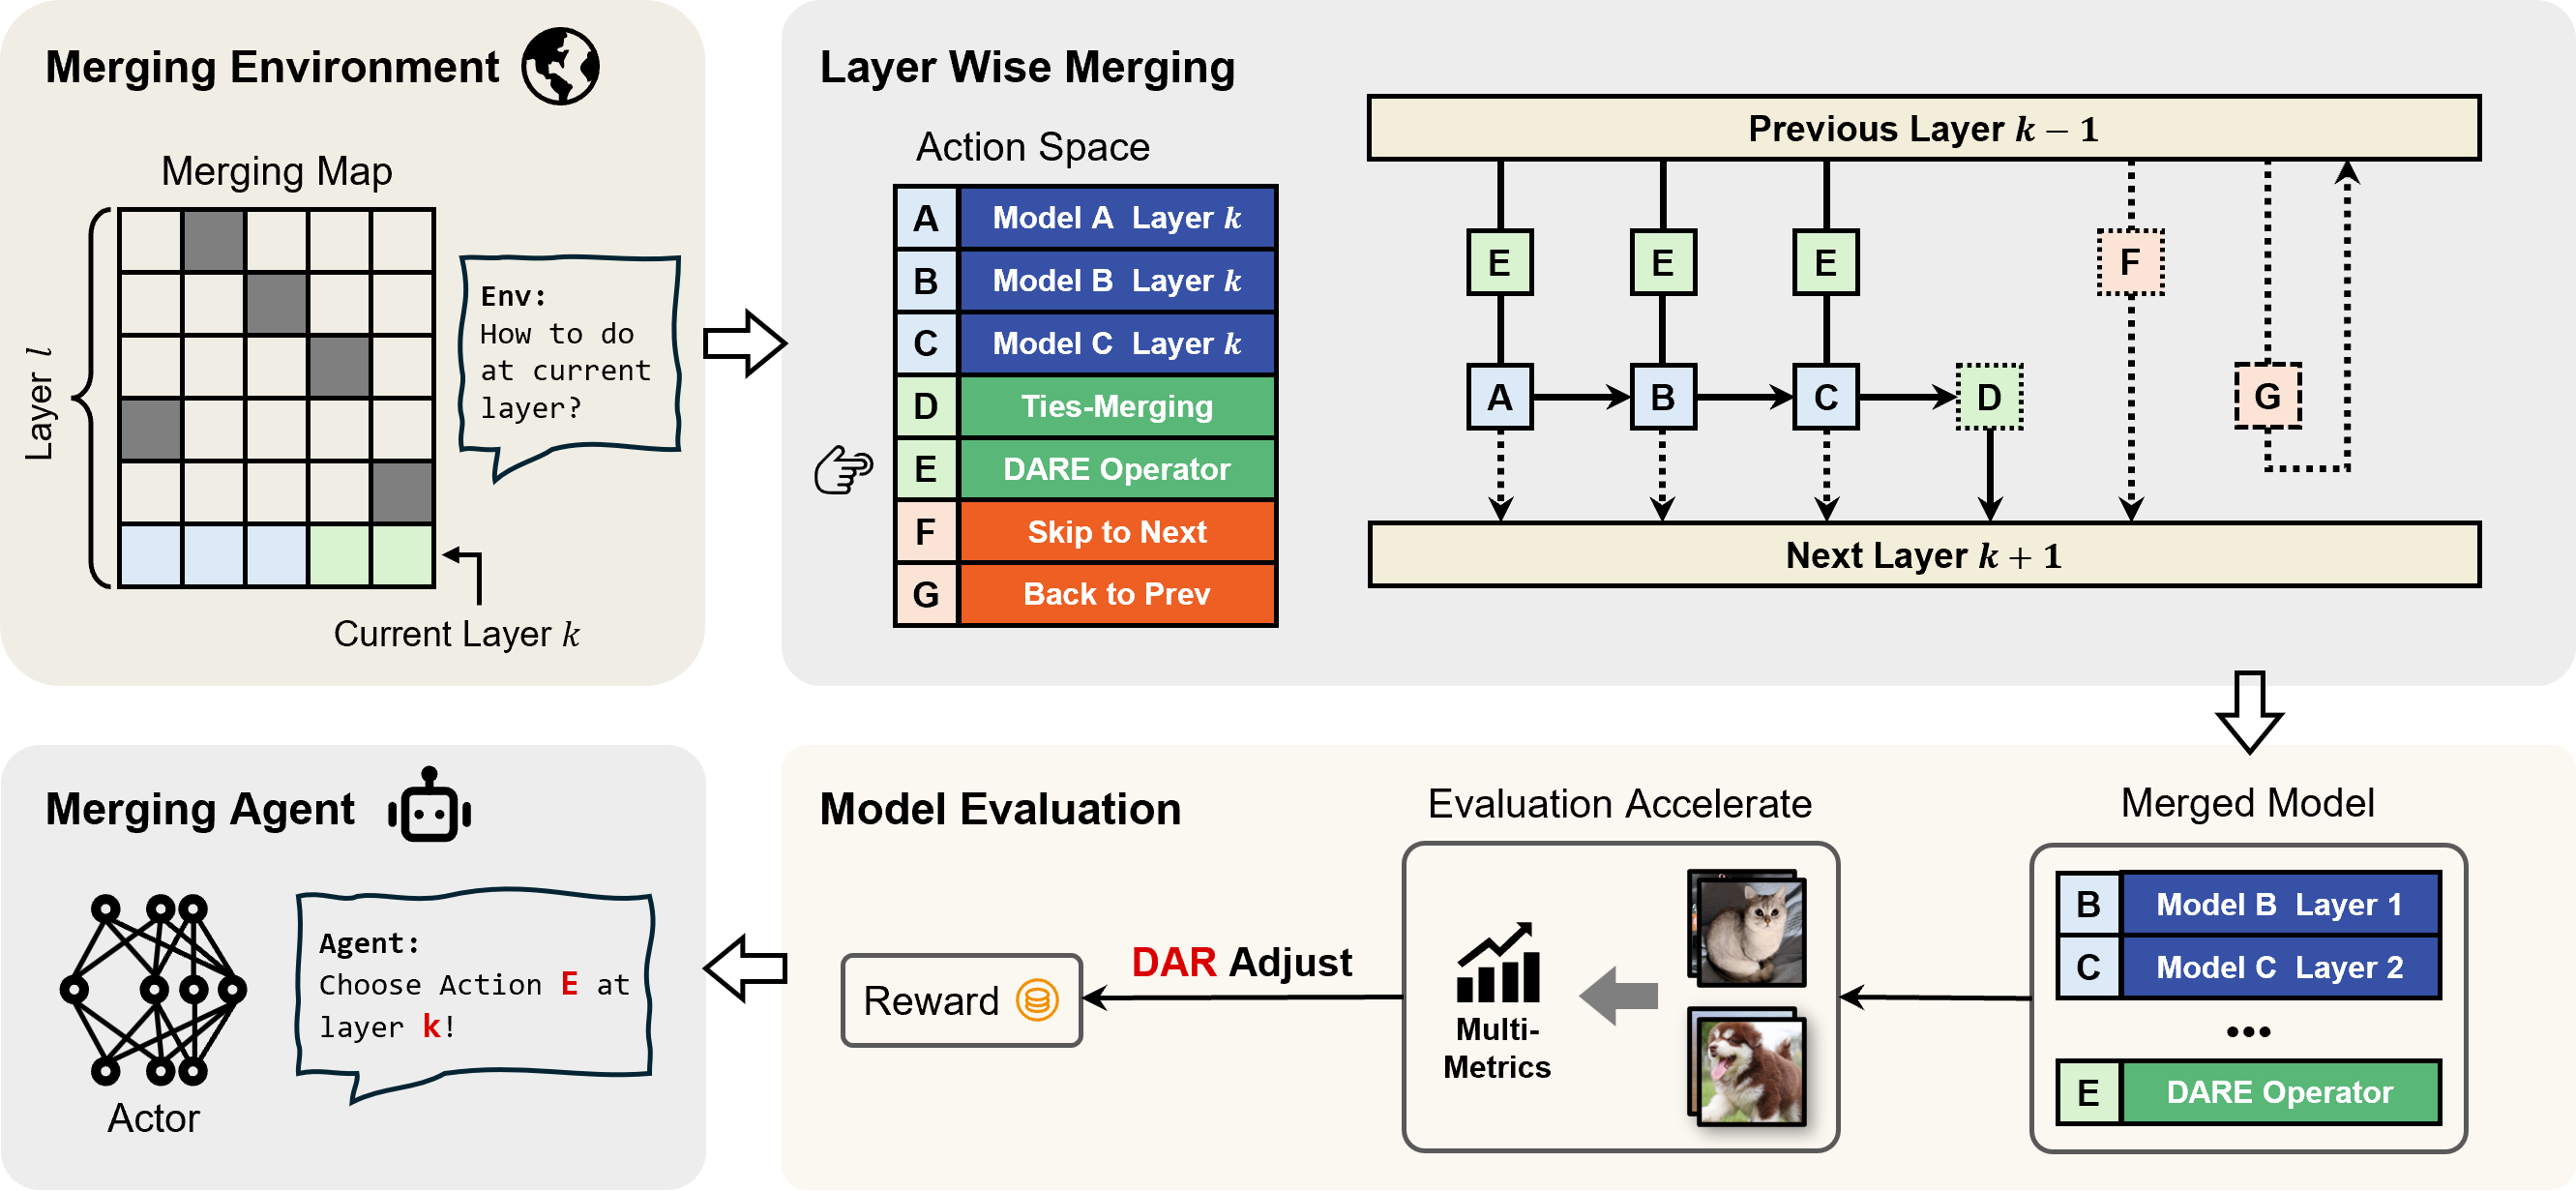 Merging Environment
Merging Map
Layer l
Env:
How to do
at current
layer?
Current Layer k
Layer Wise Merging
Action Space
A Model A Layer k
B Model B Layer k
C Model C Layer k
D Ties-Merging
E DARE Operator
F Skip to Next
G Back to Prev
Previous Layer k − 1
E E E F
A B C D G
Next Layer k + 1
Merging Agent
Agent:
Choose Action E at
layer k!
Actor
Model Evaluation
Reward
DAR Adjust
Evaluation Accelerate
Multi-
Metrics
Merged Model
B Model B Layer 1
C Model C Layer 2
•••
E DARE Operator